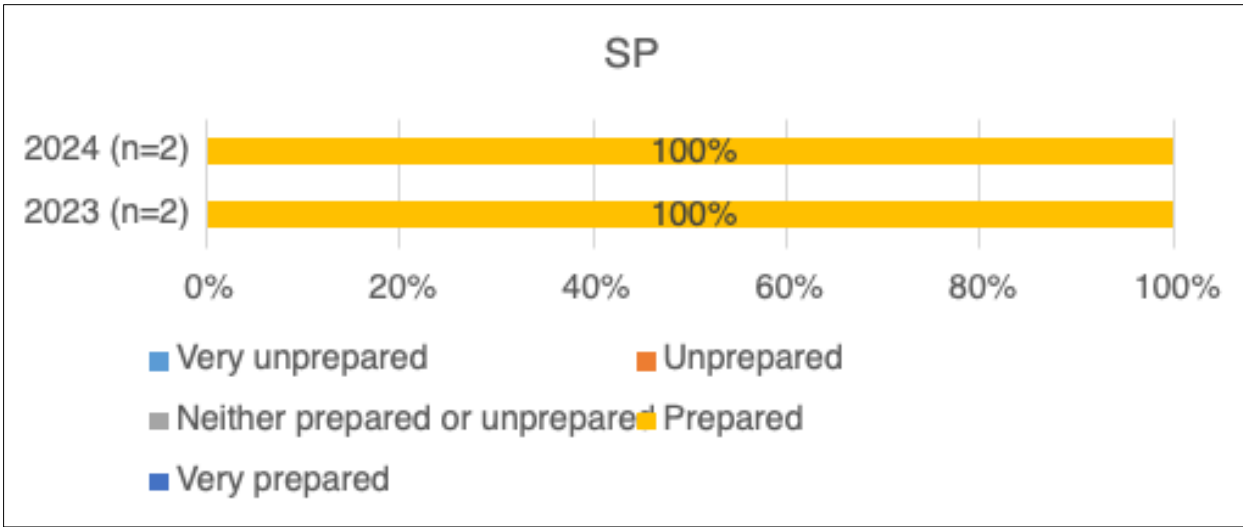 SP
2024 (n=2)
100%
2023 (n=2)
100%
0% 20% 40% 60% 80% 100%
Very unprepared Unprepared
Neither prepared or unprepared Prepared
Very prepared